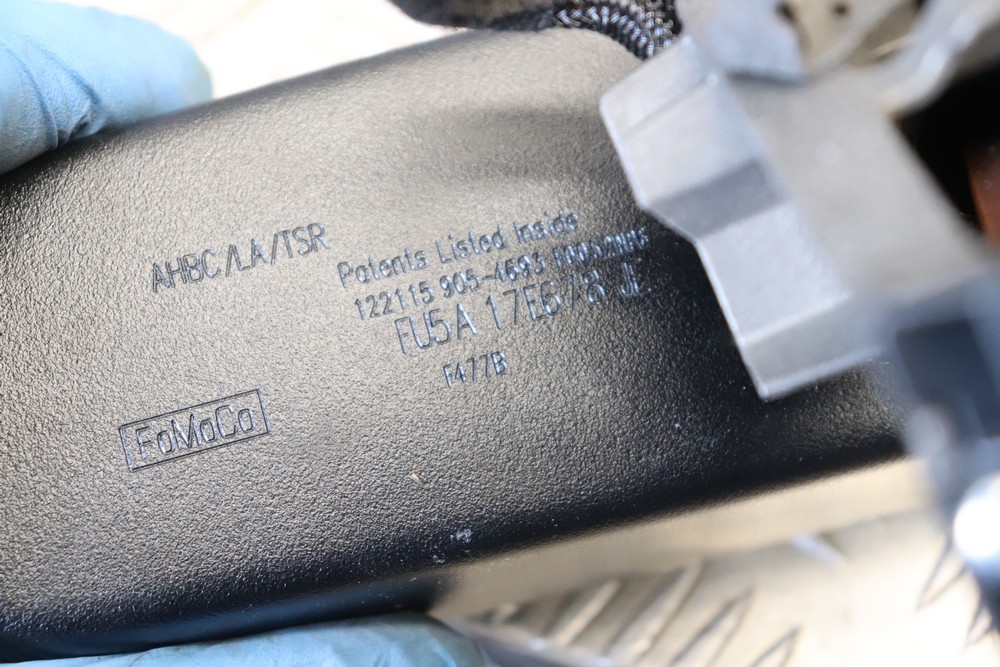 AHBC/LA/TSR
Patents Listed Inside
122115 905-4693
FU5A 17E678 JE
F477B
FoMoCo